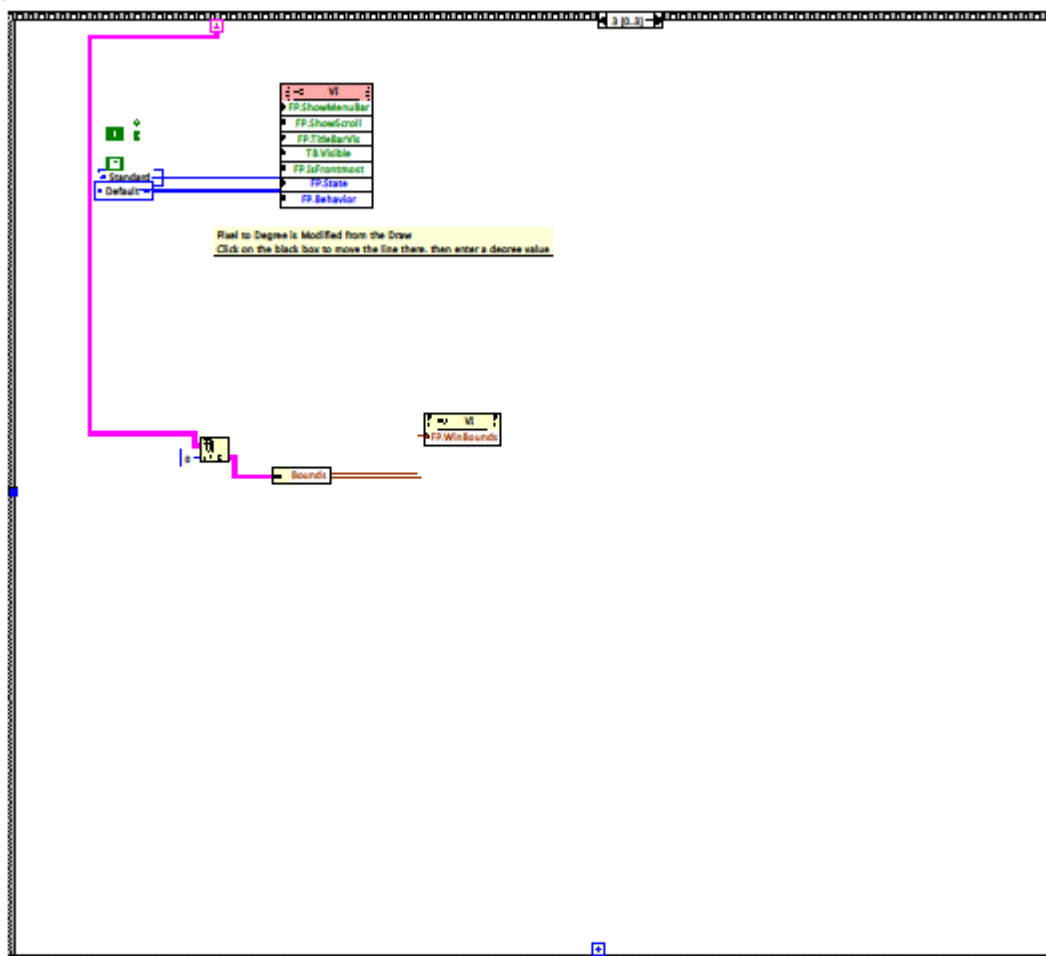 3 [0..3]
VI
FP.ShowMenuBar
FP.ShowScroll
FP.TitleBarVis
TB.Visible
FP.IsFrontmost
Standard
FP.State
Default
FP.Behavior
Pixel to Degree is Modified from the Draw
Click on the black box to move the line there, then enter a degree value
VI
FP.WinBounds
Bounds